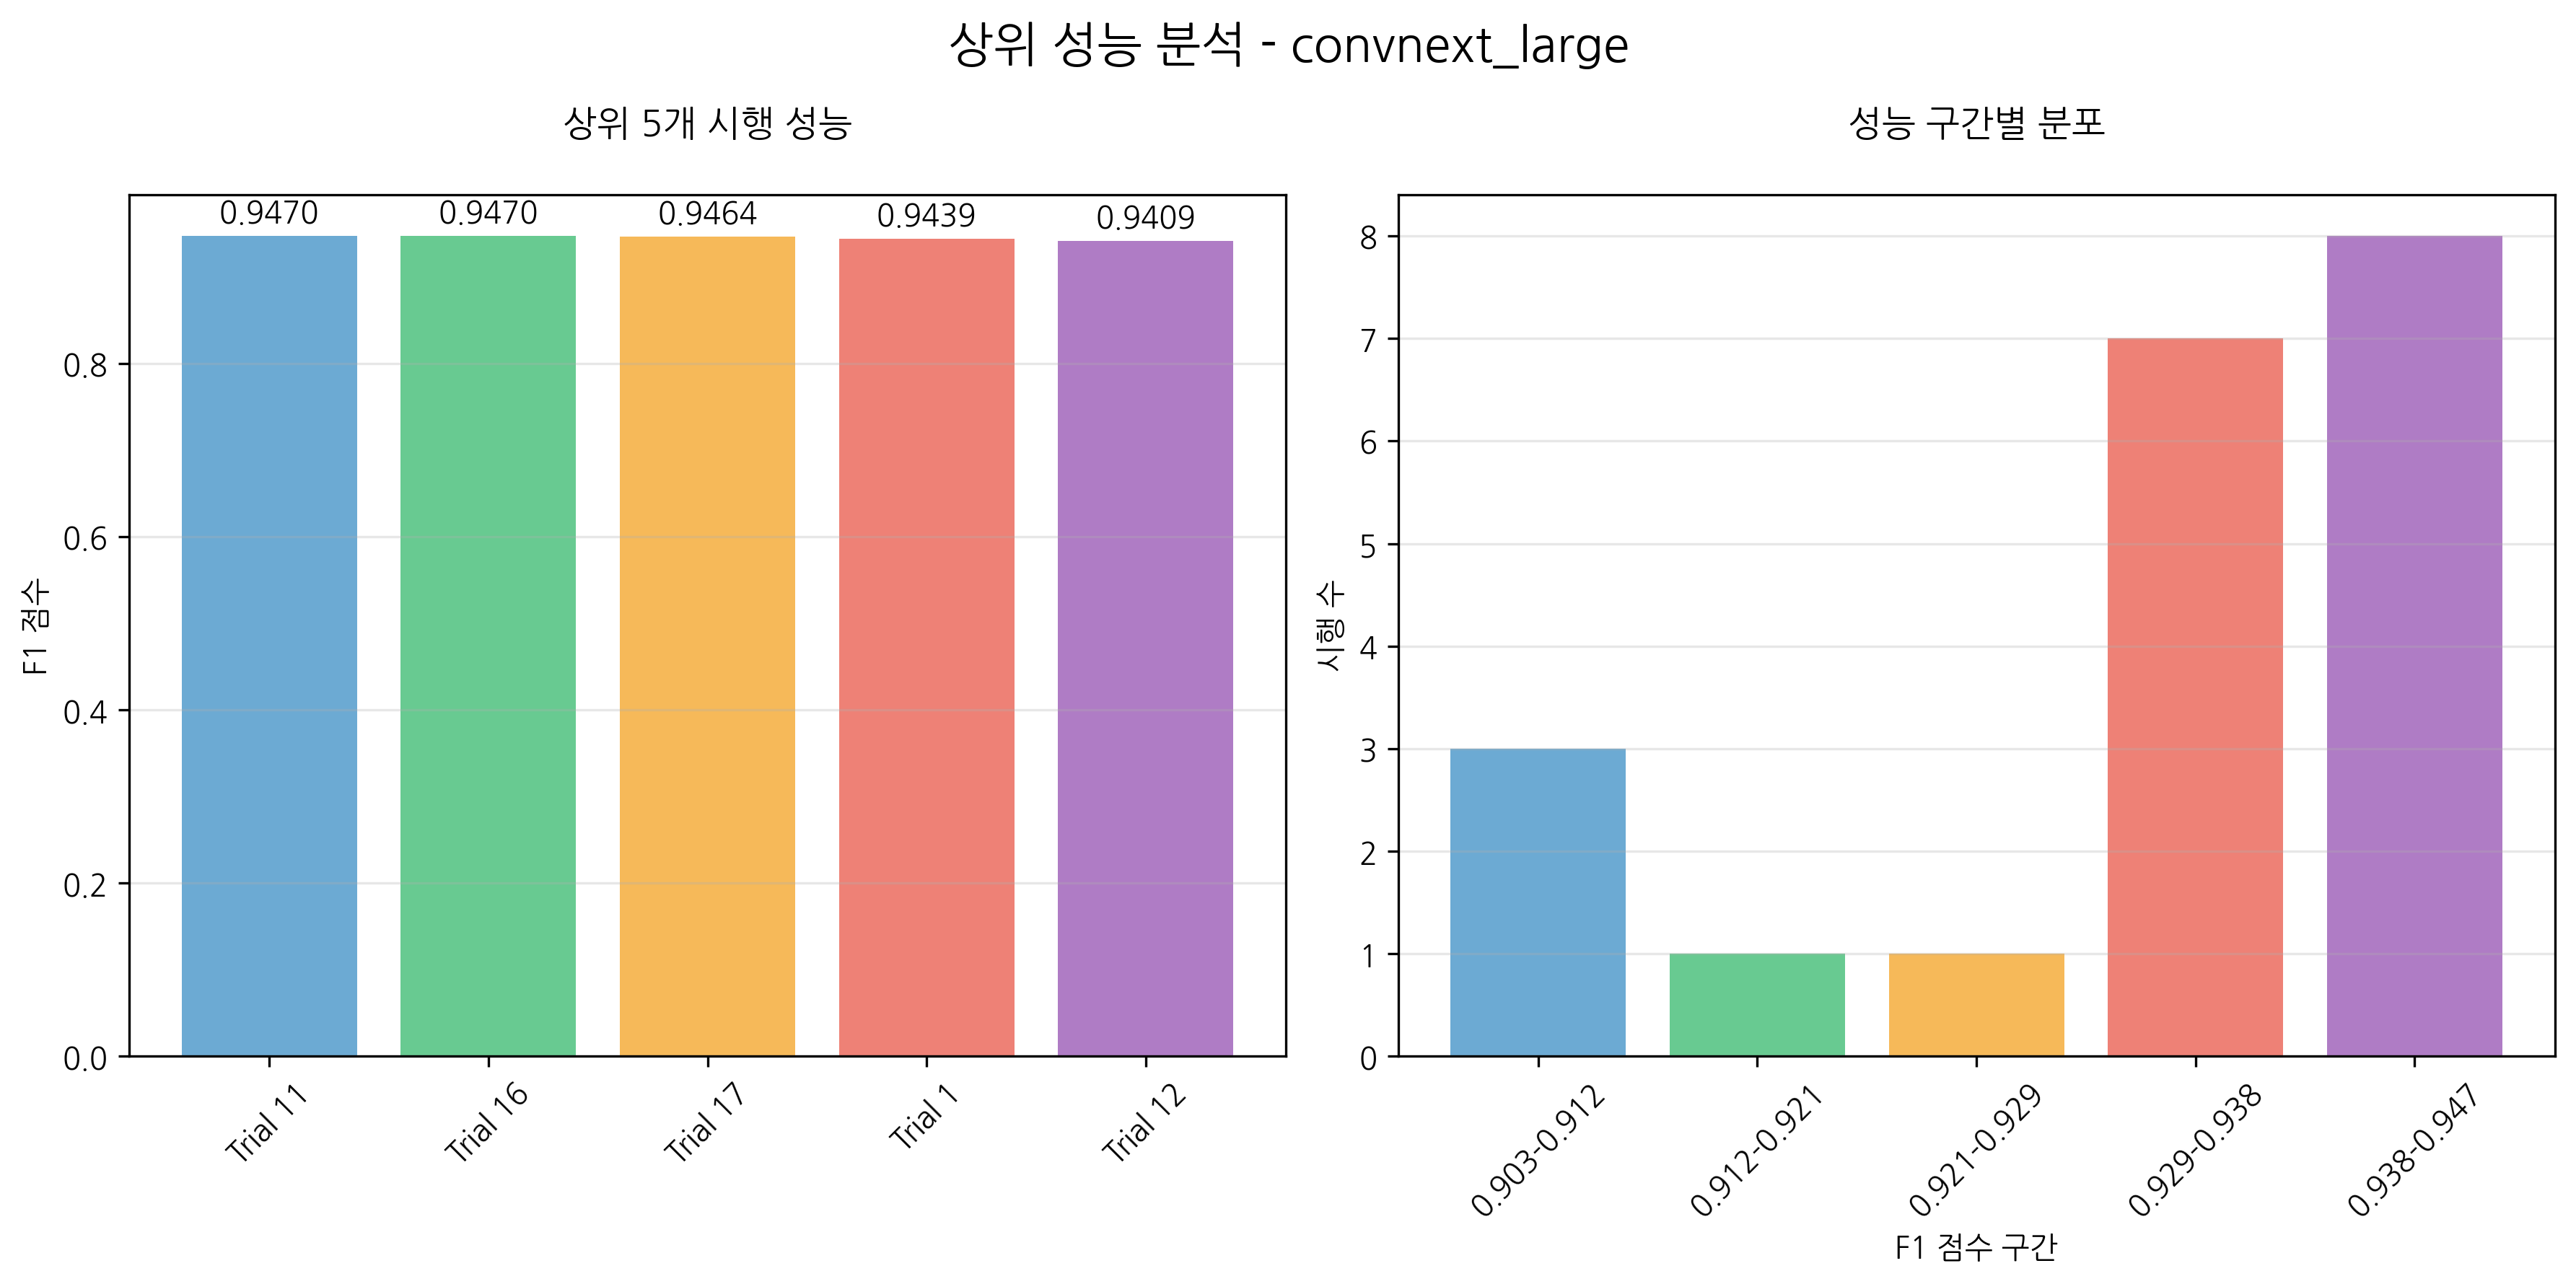 상위 성능 분석 - convnext_large
상위 5개 시행 성능
0.9470
0.9470
0.9464
0.9439
0.9409
F1 점수
0.8
0.6
0.4
0.2
0.0
Trial 11
Trial 16
Trial 17
Trial 1
Trial 12
성능 구간별 분포
시행 수
8
7
6
5
4
3
2
1
0
0.903-0.912
0.912-0.921
0.921-0.929
0.929-0.938
0.938-0.947
F1 점수 구간